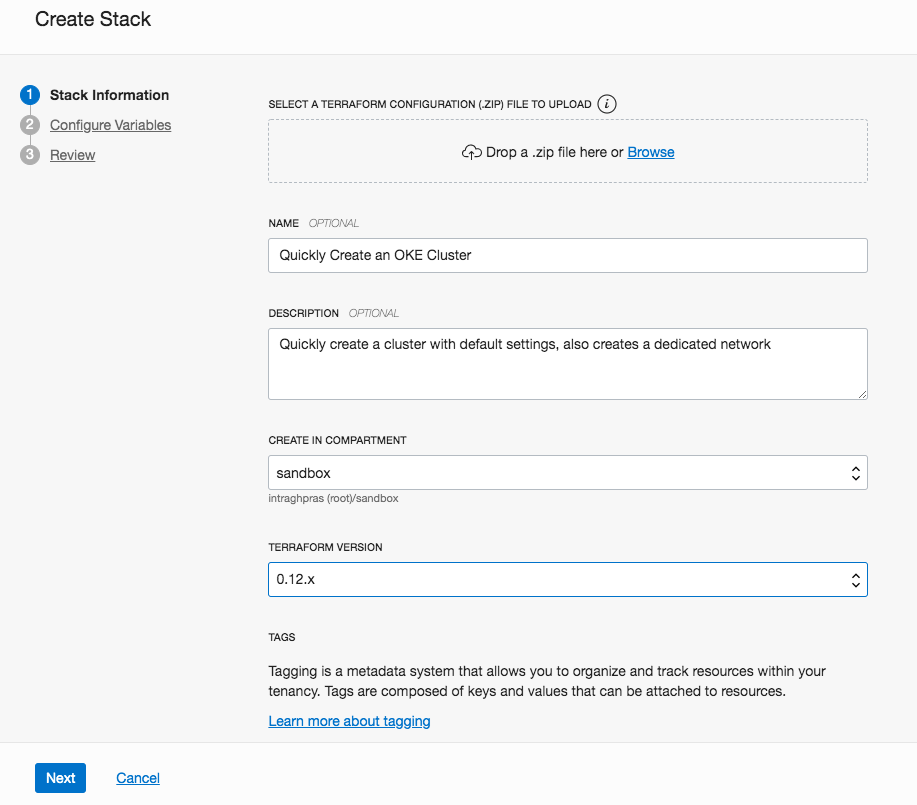 Create Stack
1 Stack Information
2 Configure Variables
3 Review
SELECT A TERRAFORM CONFIGURATION (.ZIP) FILE TO UPLOAD i
Drop a .zip file here or Browse
NAME OPTIONAL
Quickly Create an OKE Cluster
DESCRIPTION OPTIONAL
Quickly create a cluster with default settings, also creates a dedicated network
CREATE IN COMPARTMENT
sandbox
intraghpras (root)/sandbox
TERRAFORM VERSION
0.12.x
TAGS
Tagging is a metadata system that allows you to organize and track resources within your
tenancy. Tags are composed of keys and values that can be attached to resources.
Learn more about tagging
Next Cancel